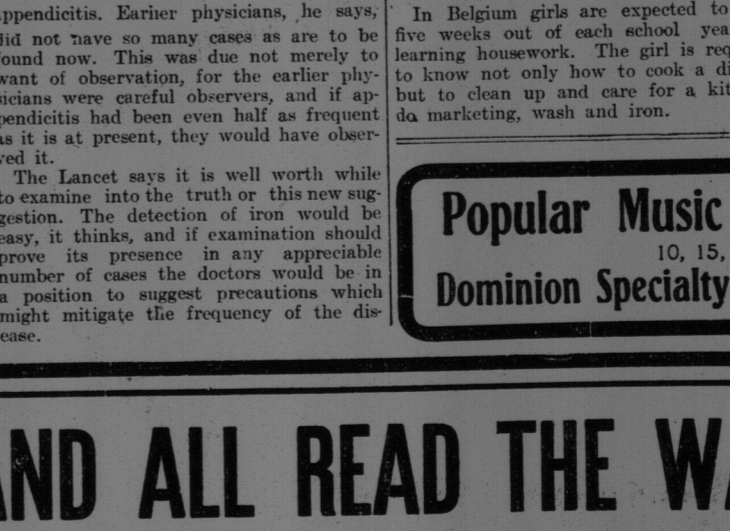 ppendicitis. Earlier physicians, he says,
did not have so many cases as are to be
ound now. This was due not merely to
want of observation, for the earlier phy-
sicians were careful observers, and if ap-
pendicitis had been even half as frequent
as it is at present, they would have obser-
ved it.
The Lancet says it is well worth while
to examine into the truth or this new sug-
gestion. The detection of iron would be
easy, it thinks, and if examination should
prove its presence in any appreciable
number of cases the doctors would be in
a position to suggest precautions which
might mitigate the frequency of the dis-
ease.
In Belgium girls are expected to
five weeks out of each school yea
learning housework. The girl is req
to know not only how to cook a di
but to clean up and care for a kit
do marketing, wash and iron.
Popular Music
10, 15,
Dominion Specialty
AND ALL READ THE WA